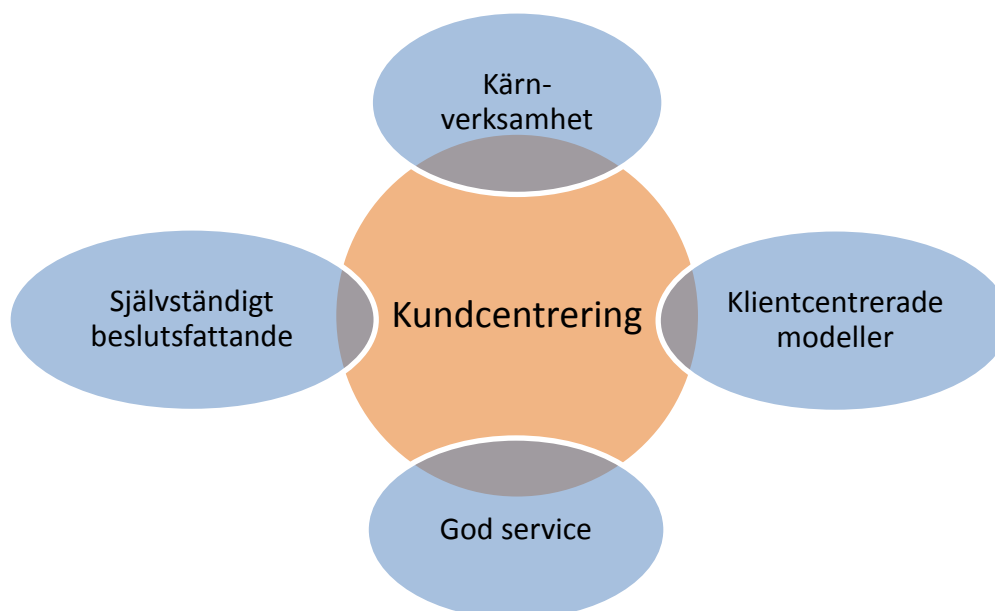 Kärn-
verksamhet
Självständigt
beslutsfattande
Kundcentrering
Klientcentrerade
modeller
God service